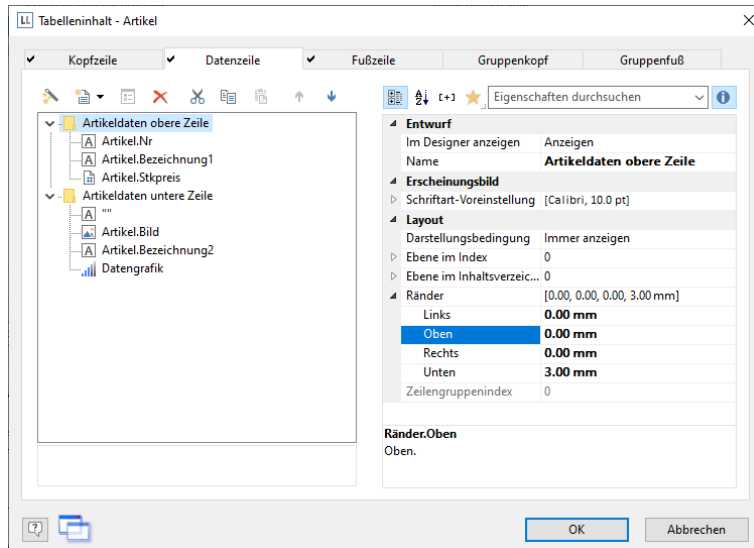 LL Tabelleninhalt - Artikel
Kopfzeile Datenzeile Fußzeile Gruppenkopf Gruppenfuß
Eigenschaften durchsuchen
Artikeldaten obere Zeile
Artikel.Nr
Artikel.Bezeichnung1
Artikel.Stkpreis
Artikeldaten untere Zeile
""
Artikel.Bild
Artikel.Bezeichnung2
Datengrafik
Entwurf
Im Designer anzeigen Anzeigen
Name Artikeldaten obere Zeile
Erscheinungsbild
Schriftart-Voreinstellung [Calibri, 10.0 pt]
Layout
Darstellungsbedingung Immer anzeigen
Ebene im Index 0
Ebene im Inhaltsverzeic... 0
Ränder [0.00, 0.00, 0.00, 3.00 mm]
Links 0.00 mm
Oben 0.00 mm
Rechts 0.00 mm
Unten 3.00 mm
Zeilengruppenindex 0
Ränder.Oben
Oben.
OK Abbrechen